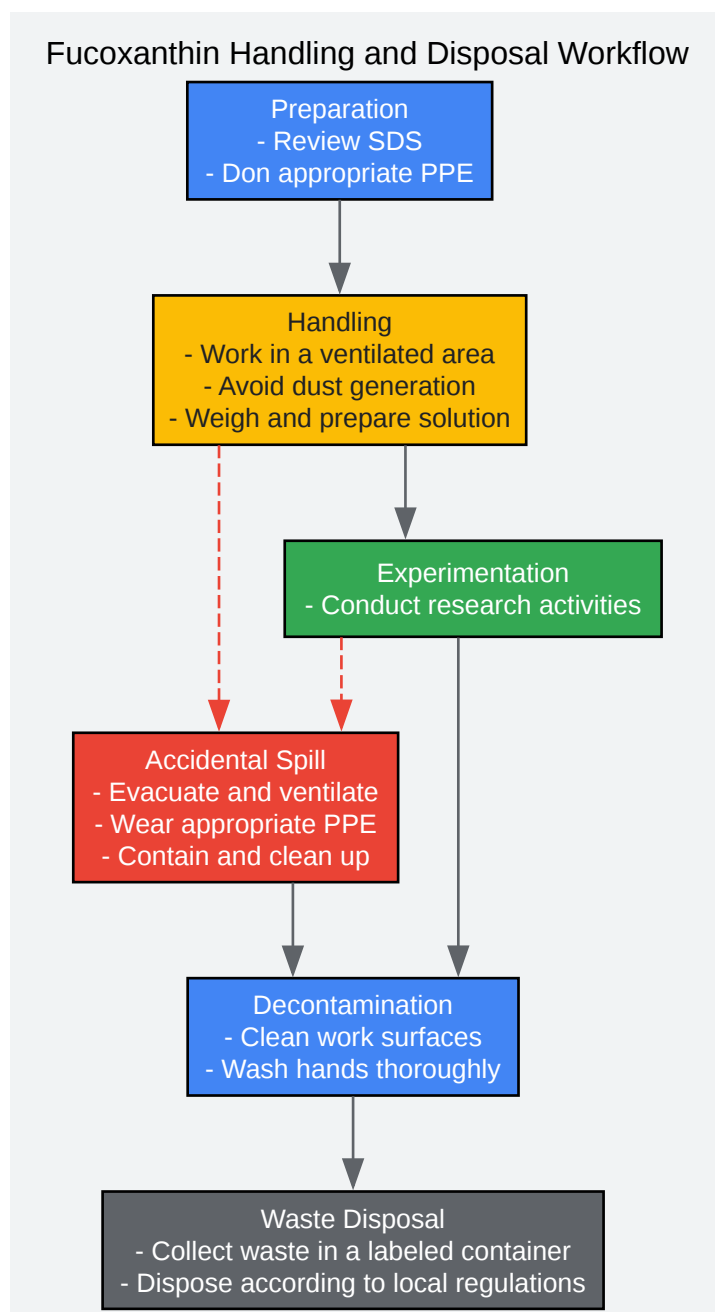 Fucoxanthin Handling and Disposal Workflow
Preparation
- Review SDS
- Don appropriate PPE
Handling
- Work in a ventilated area
- Avoid dust generation
- Weigh and prepare solution
Experimentation
- Conduct research activities
Accidental Spill
- Evacuate and ventilate
- Wear appropriate PPE
- Contain and clean up
Decontamination
- Clean work surfaces
- Wash hands thoroughly
Waste Disposal
- Collect waste in a labeled container
- Dispose according to local regulations